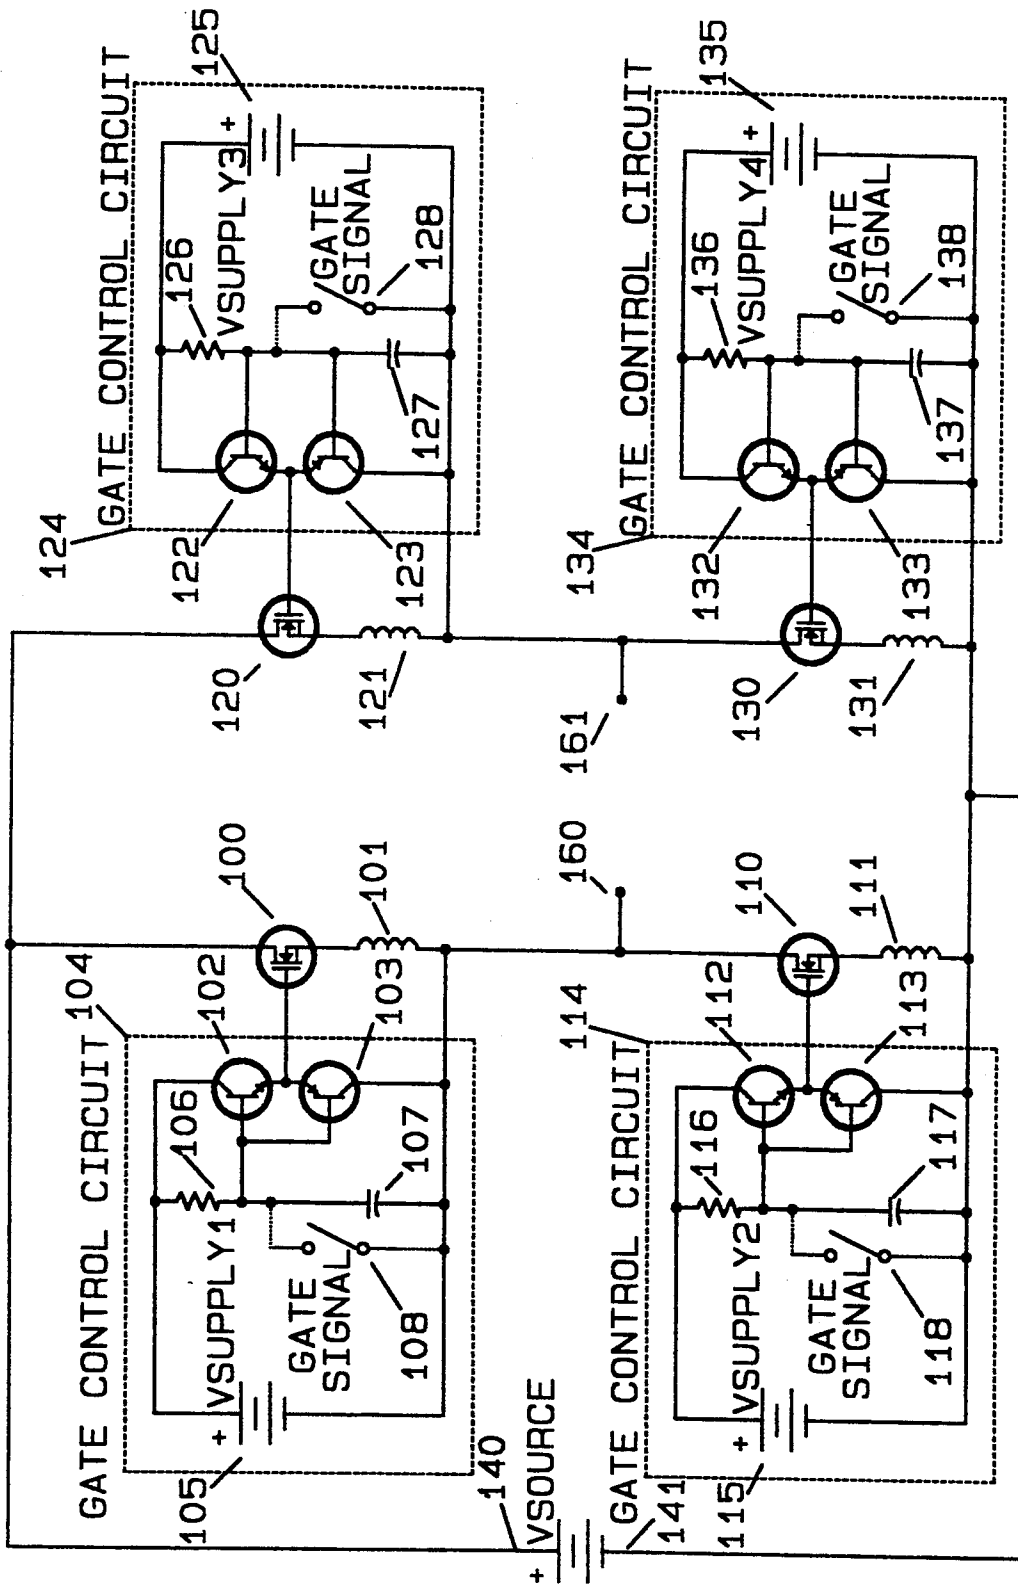 GATE CONTROL CIRCUIT
104
100
102
106
VSUPPLY1
+
105
GATE
SIGNAL
108
107
103
101
140
+ VSOURCE
141
160
161
GATE CONTROL CIRCUIT
124
125
+
VSUPPLY3
126
122
120
GATE
SIGNAL
128
127
123
121
GATE CONTROL CIRCUIT
114
110
112
116
VSUPPLY2
+
115
GATE
SIGNAL
118
117
113
111
GATE CONTROL CIRCUIT
134
135
+
VSUPPLY4
136
132
130
GATE
SIGNAL
138
137
133
131